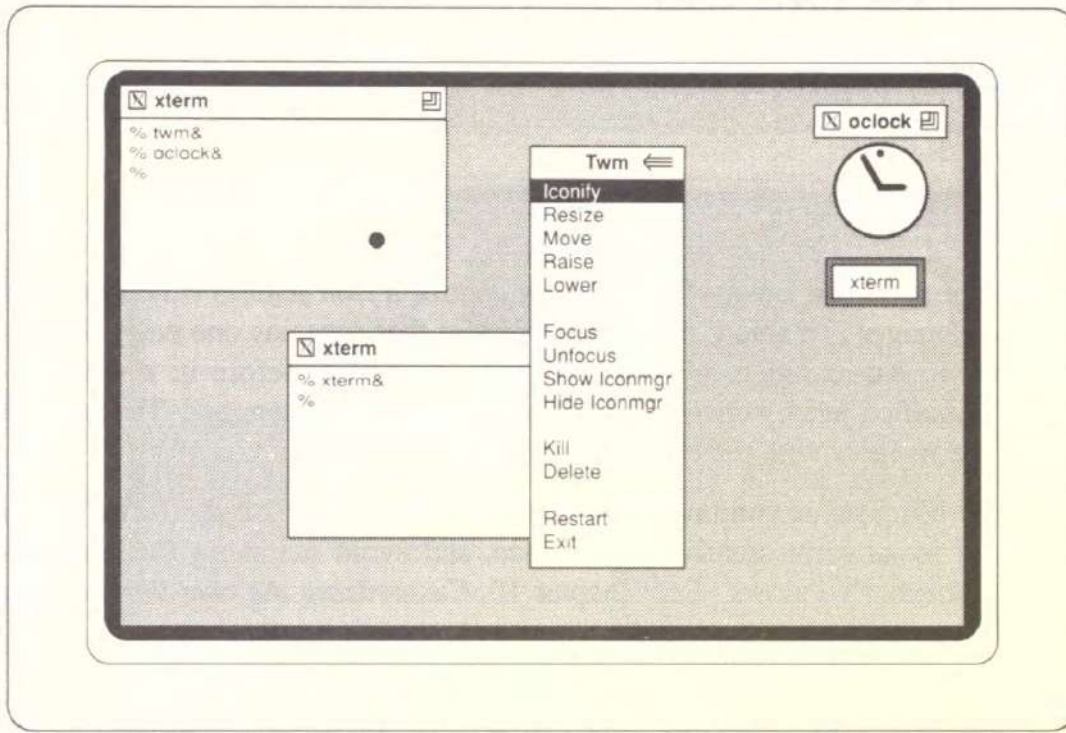 xterm
% twm&
% oclock&
%
xterm
% xterm&
%
Twm
Iconify
Resize
Move
Raise
Lower
Focus
Unfocus
Show Iconmgr
Hide Iconmgr
Kill
Delete
Restart
Exit
oclock
xterm